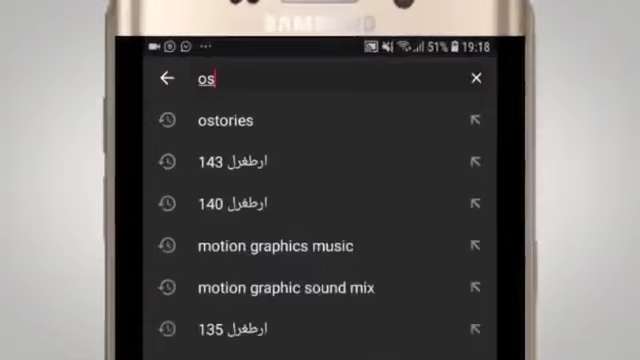 SAMSUNG
51% 19:18
os
ostories
ارطغرل 143
ارطغرل 140
motion graphics music
motion graphic sound mix
ارطغرل 135